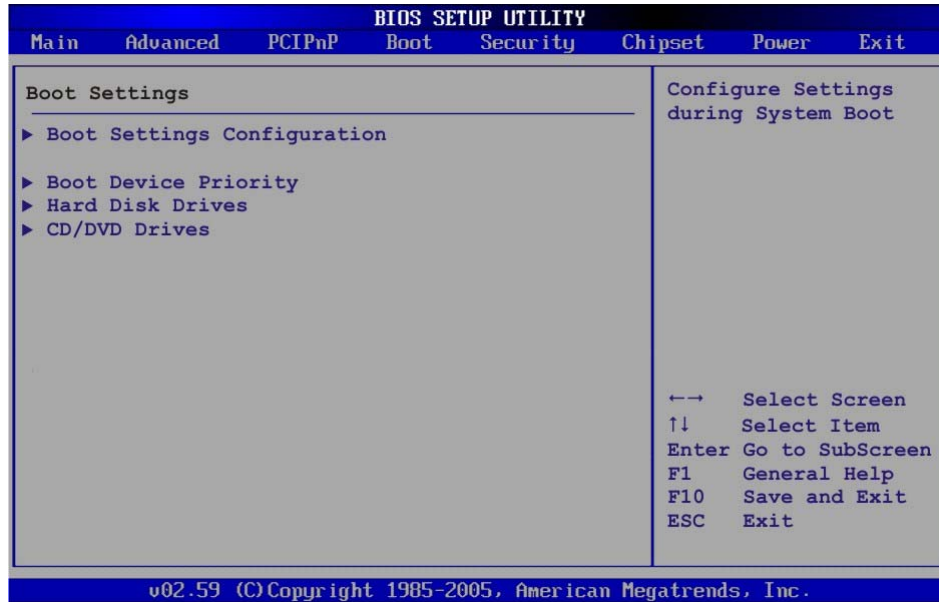 BIOS SETUP UTILITY
Main Advanced PCIPnP Boot Security Chipset Power Exit
Boot Settings
▶ Boot Settings Configuration
▶ Boot Device Priority
▶ Hard Disk Drives
▶ CD/DVD Drives
Configure Settings
during System Boot
←→ Select Screen
↑↓ Select Item
Enter Go to SubScreen
F1 General Help
F10 Save and Exit
ESC Exit
v02.59 (C)Copyright 1985-2005, American Megatrends, Inc.